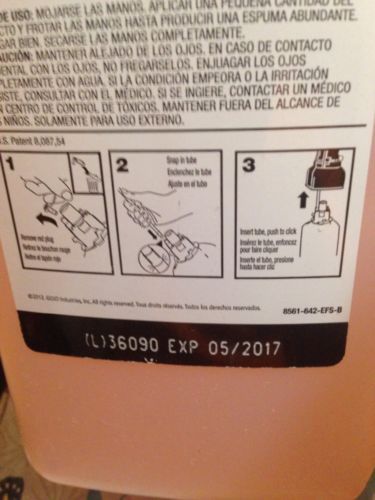 DE USO: MOJARSE LAS MANOS. APLICAR UNA PEQUEÑA CANTIDAD DEL
CTO Y FROTAR LAS MANOS HASTA PRODUCIR UNA ESPUMA ABUNDANTE.
GAR BIEN. SECARSE LAS MANOS COMPLETAMENTE.
AUCIÓN: MANTENER ALEJADO DE LOS OJOS. EN CASO DE CONTACTO
DENTAL CON LOS OJOS, NO FREGÁRSELOS. ENJUAGAR LOS OJOS
PLETAMENTE CON AGUA. SI LA CONDICIÓN EMPEORA O LA IRRITACIÓN
SISTE, CONSULTAR CON EL MÉDICO. SI SE INGIERE, CONTACTAR UN MÉDICO
A CENTRO DE CONTROL DE TÓXICOS. MANTENER FUERA DEL ALCANCE DE
NIÑOS. SOLAMENTE PARA USO EXTERNO.
.S. Patent 8,087,54
1
Remove red plug
Retirez le bouchon rouge
Retire el tapón rojo
2
Snap in tube
Enclenchez le tube
Ajuste en el tubo
3
Insert tube, push to click
Insérez le tube, enfoncez
pour faire cliquer
Inserte el tubo, presione
hasta hacer clic
©2013. GOJO Industries, Inc. All rights reserved. Tous droits réservés. Todos los derechos reservados.
8561-642-EFS-B
(L)36090 EXP 05/2017